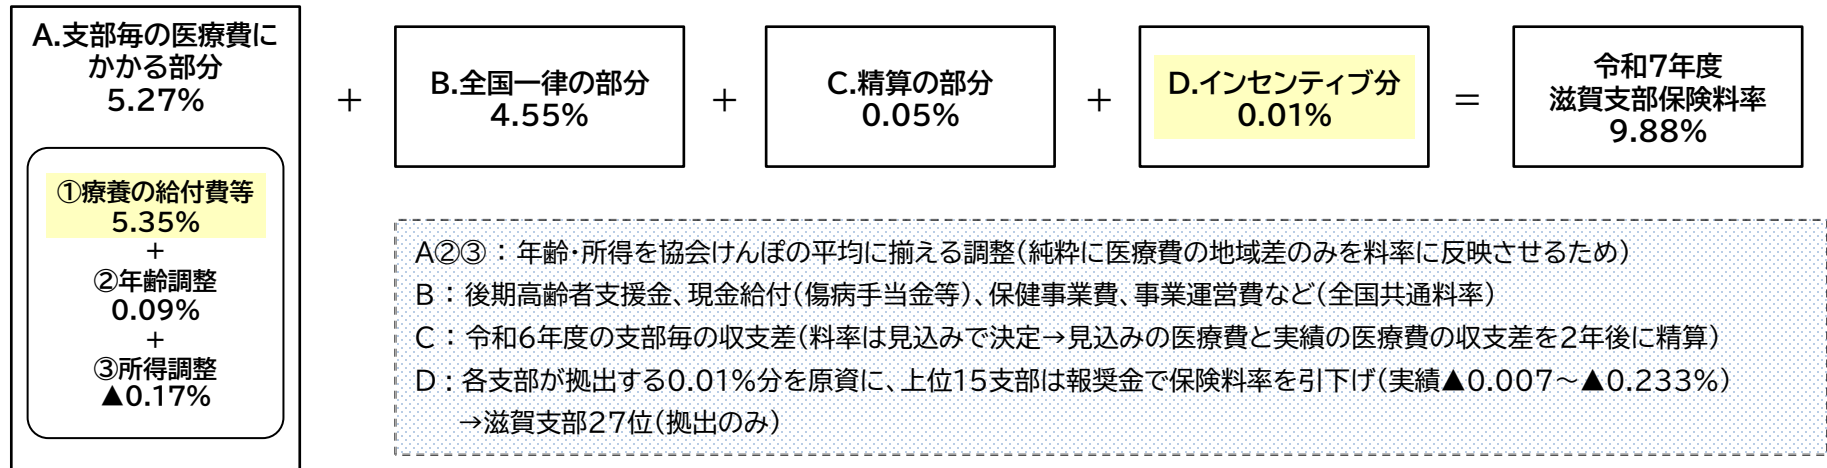 A.支部毎の医療費に
かかる部分
5.27%
①療養の給付費等
5.35%
+
②年齢調整
0.09%
+
③所得調整
▲0.17%
+
B.全国一律の部分
4.55%
+
C.精算の部分
0.05%
+
D.インセンティブ分
0.01%
=
令和7年度
滋賀支部保険料率
9.88%
A②③：年齢・所得を協会けんぽの平均に揃える調整(純粋に医療費の地域差のみを料率に反映させるため)
B：後期高齢者支援金、現金給付(傷病手当金等)、保健事業費、事業運営費など(全国共通料率)
C：令和6年度の支部毎の収支差(料率は見込みで決定→見込みの医療費と実績の医療費の収支差を2年後に精算)
D：各支部が拠出する0.01%分を原資に、上位15支部は報奨金で保険料率を引下げ(実績▲0.007～▲0.233%)
→滋賀支部27位(拠出のみ)